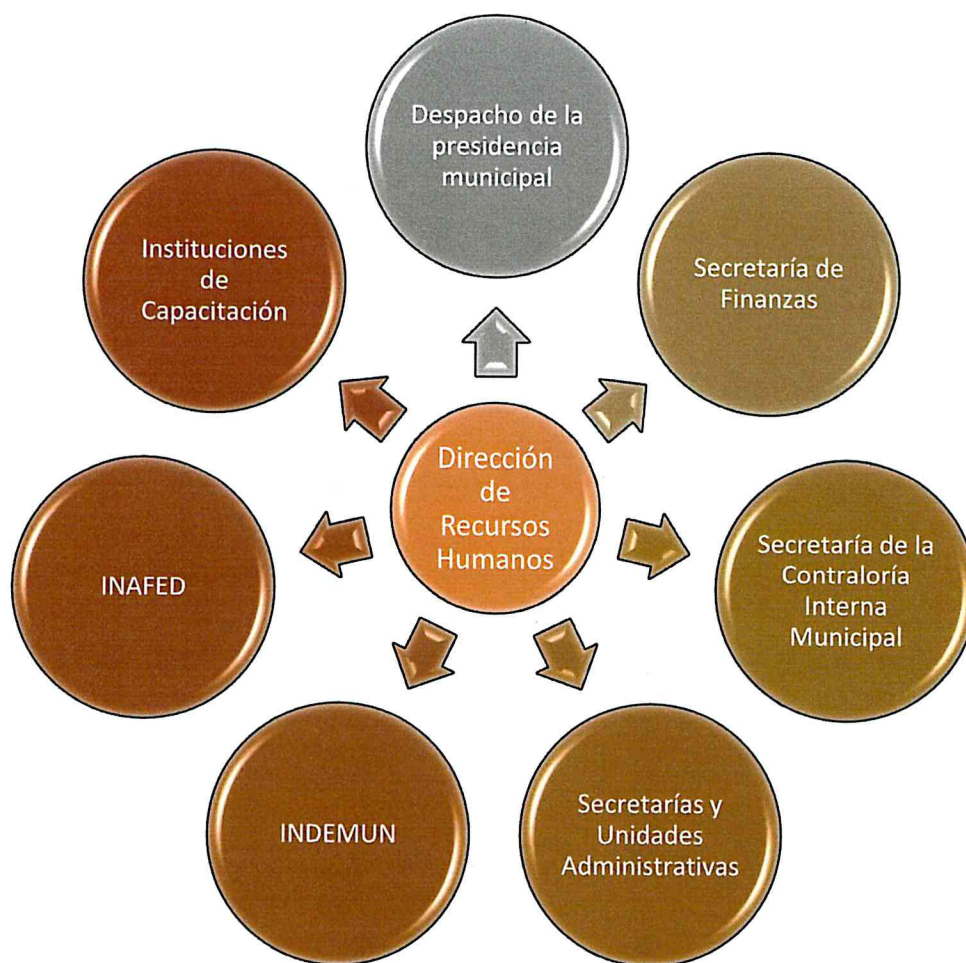 Despacho de la
presidencia
municipal
Secretaría de
Finanzas
Secretaría de la
Contraloría
Interna
Municipal
Secretarías y
Unidades
Administrativas
INDEMUN
INAFED
Instituciones
de
Capacitación
Dirección
de
Recursos
Humanos